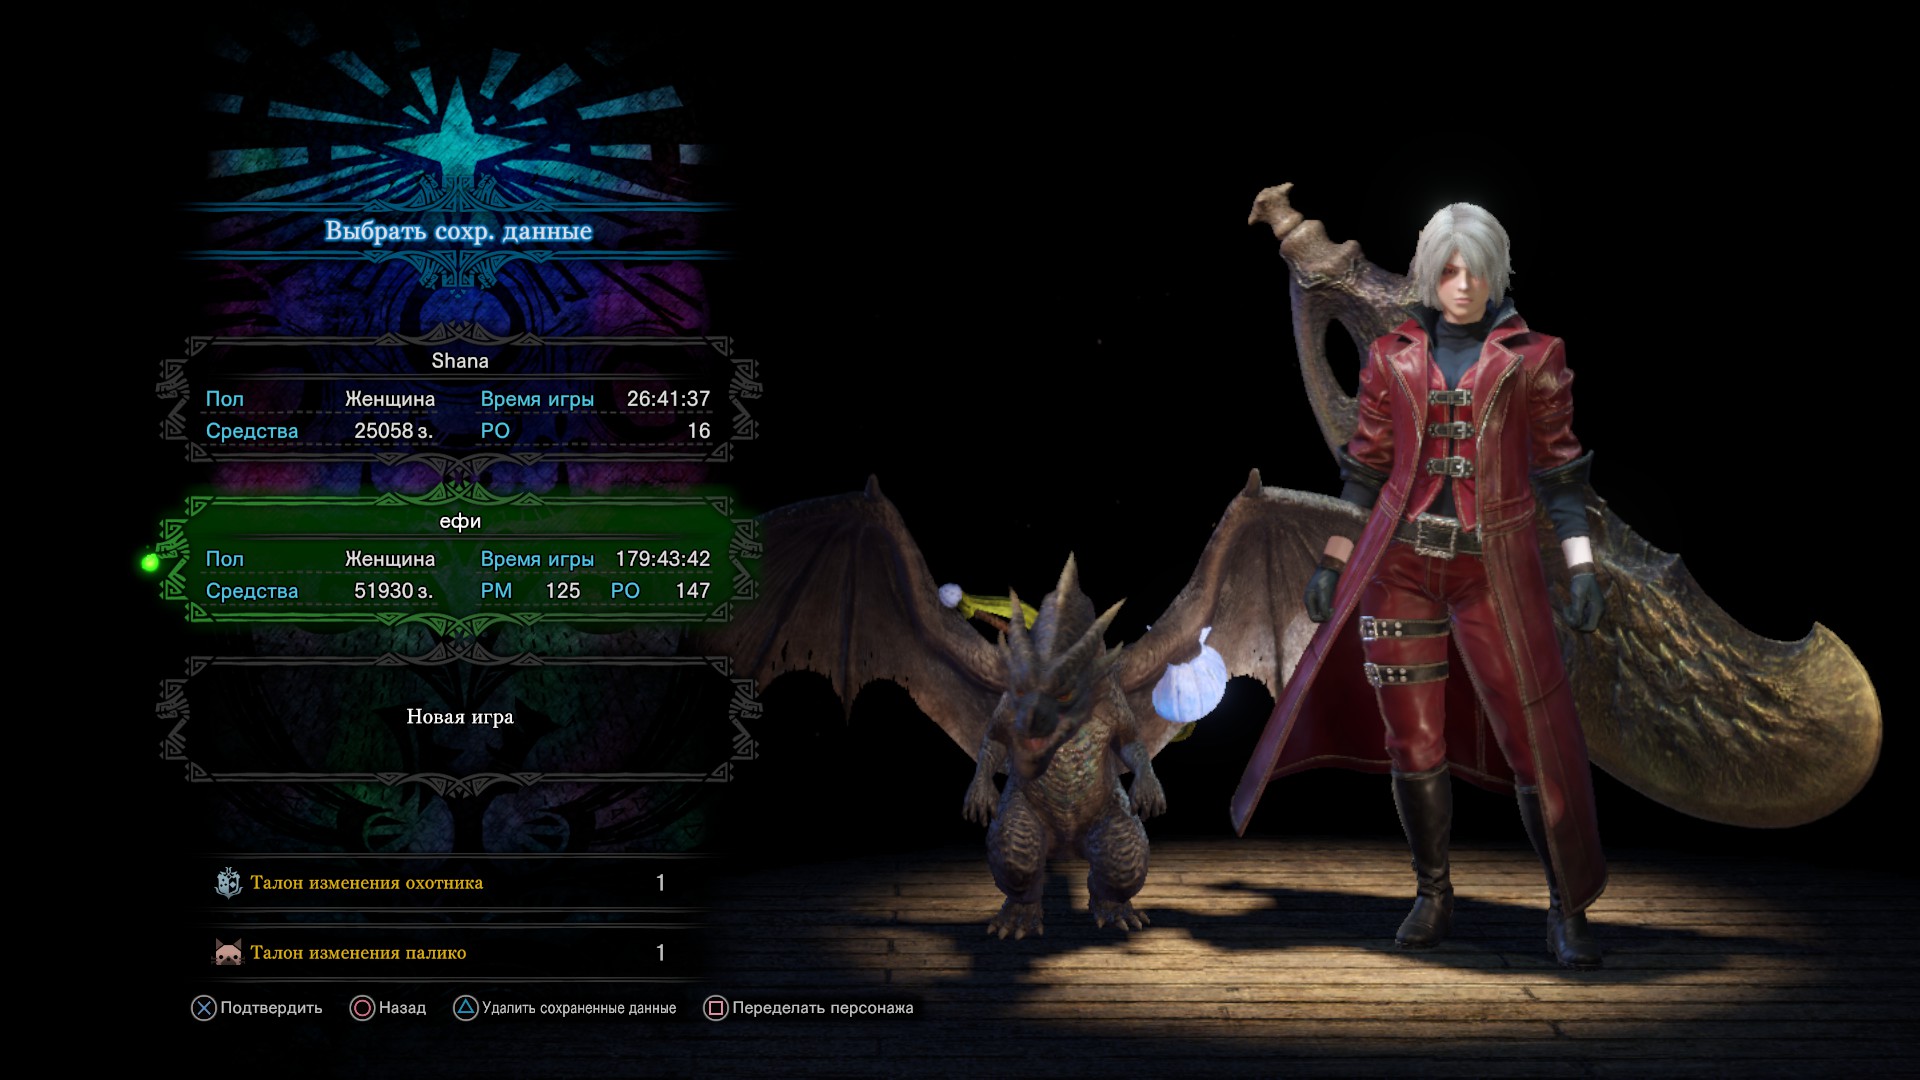 Выбрать сохр. данные
Shana
Пол Женщина Время игры 26:41:37
Средства 25058 з. РО 16
ефи
Пол Женщина Время игры 179:43:42
Средства 51930 з. РМ 125 РО 147
Новая игра
Талон изменения охотника 1
Талон изменения палико 1
Подтвердить Назад Удалить сохраненные данные Переделать персонажа